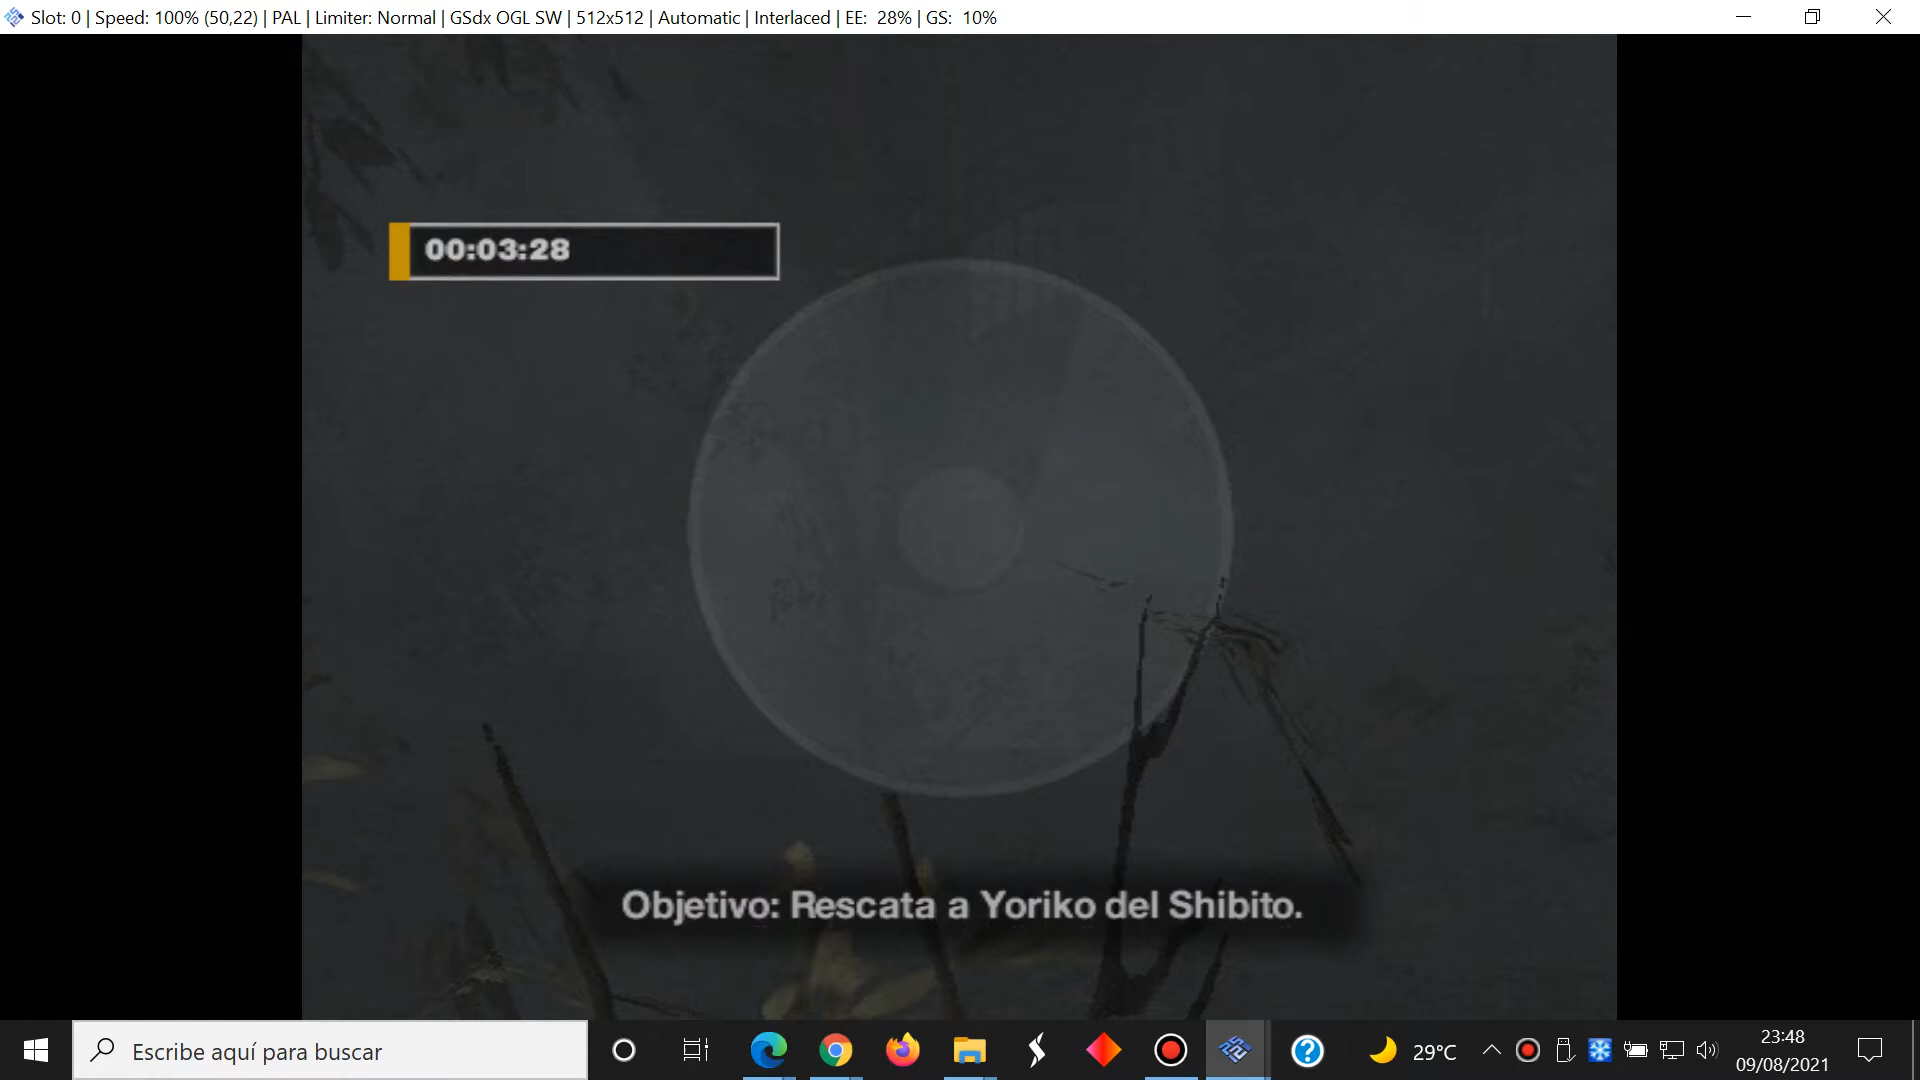 Slot: 0 | Speed: 100% (50,22) | PAL | Limiter: Normal | GSdx OGL SW | 512x512 | Automatic | Interlaced | EE: 28% | GS: 10%
00:03:28
Objetivo: Rescata a Yoriko del Shibito.
Escribe aquí para buscar
29°C
23:48
09/08/2021